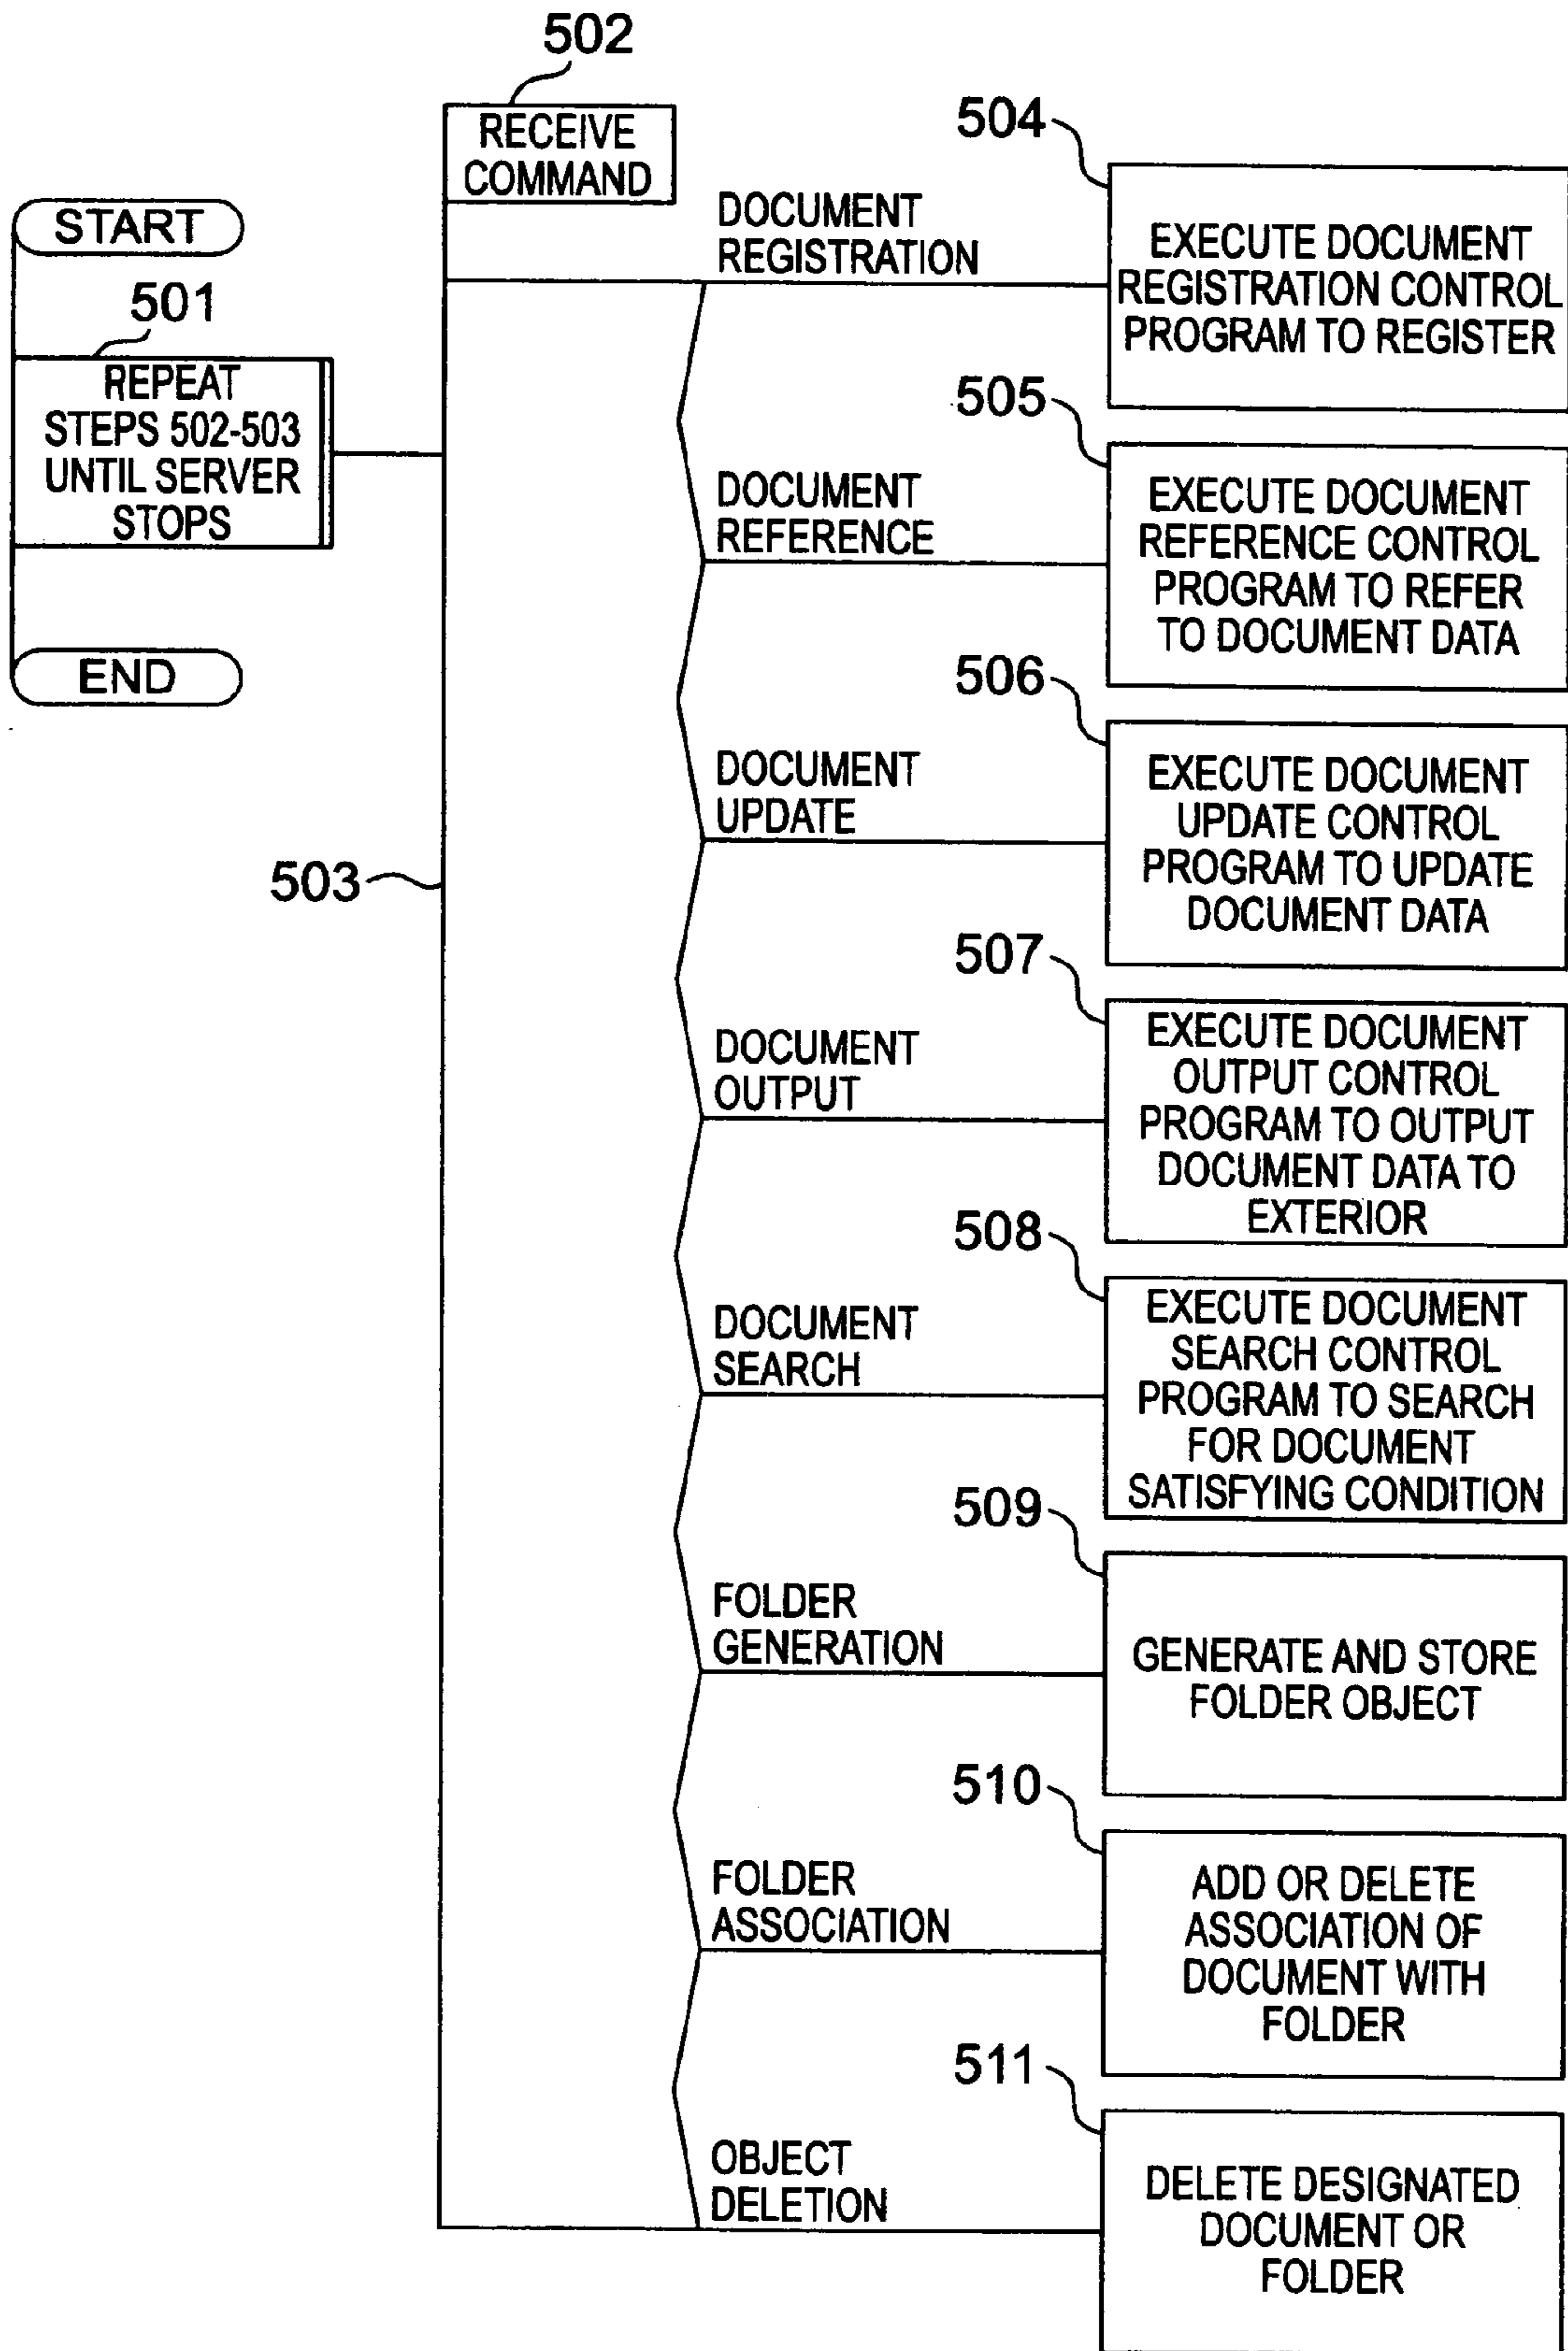 START
501
REPEAT
STEPS 502-503
UNTIL SERVER
STOPS
END
502
RECEIVE
COMMAND
503
DOCUMENT
REGISTRATION
504
EXECUTE DOCUMENT
REGISTRATION CONTROL
PROGRAM TO REGISTER
DOCUMENT
REFERENCE
505
EXECUTE DOCUMENT
REFERENCE CONTROL
PROGRAM TO REFER
TO DOCUMENT DATA
DOCUMENT
UPDATE
506
EXECUTE DOCUMENT
UPDATE CONTROL
PROGRAM TO UPDATE
DOCUMENT DATA
DOCUMENT
OUTPUT
507
EXECUTE DOCUMENT
OUTPUT CONTROL
PROGRAM TO OUTPUT
DOCUMENT DATA TO
EXTERIOR
DOCUMENT
SEARCH
508
EXECUTE DOCUMENT
SEARCH CONTROL
PROGRAM TO SEARCH
FOR DOCUMENT
SATISFYING CONDITION
FOLDER
GENERATION
509
GENERATE AND STORE
FOLDER OBJECT
FOLDER
ASSOCIATION
510
ADD OR DELETE
ASSOCIATION OF
DOCUMENT WITH
FOLDER
OBJECT
DELETION
511
DELETE DESIGNATED
DOCUMENT OR
FOLDER